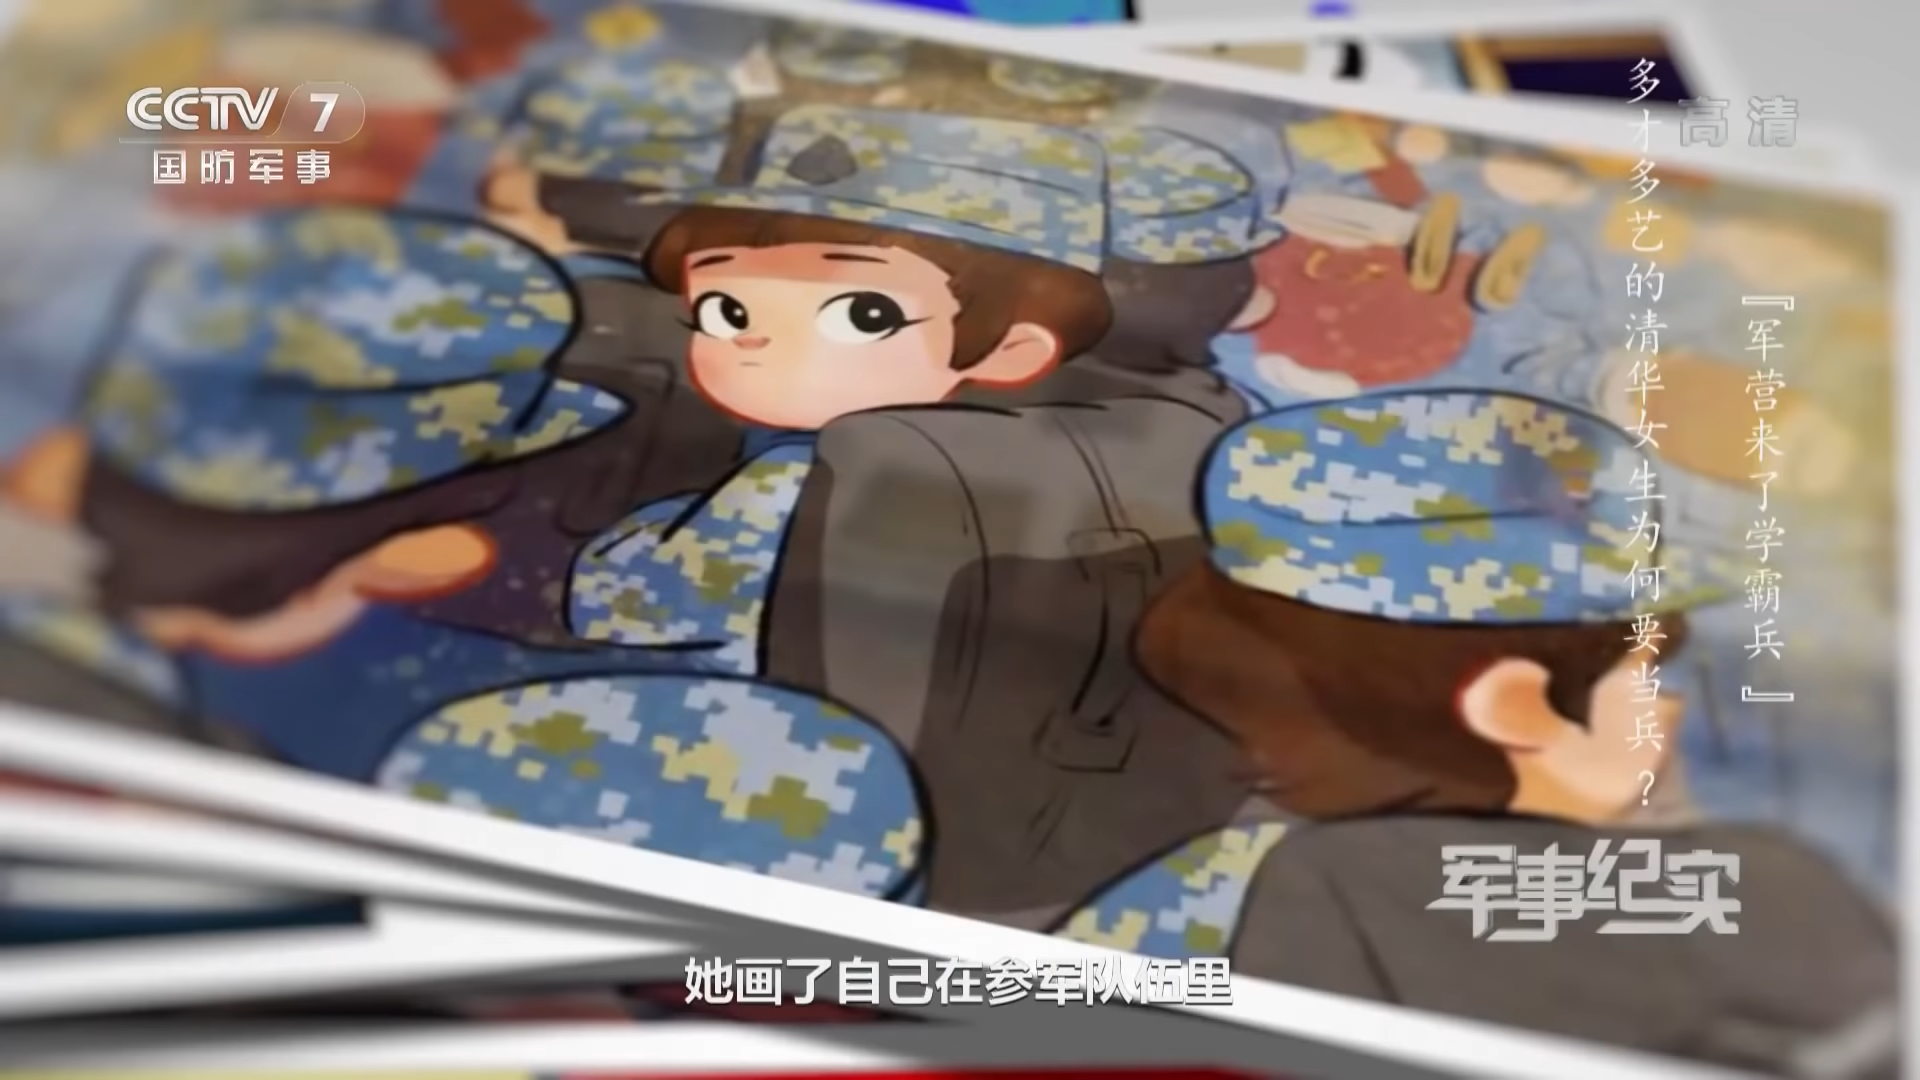 CCTV 7
国防军事
高清
『军营来了学霸兵』
多才多艺的清华女生为何要当兵?
军事纪实
她画了自己在参军队伍里